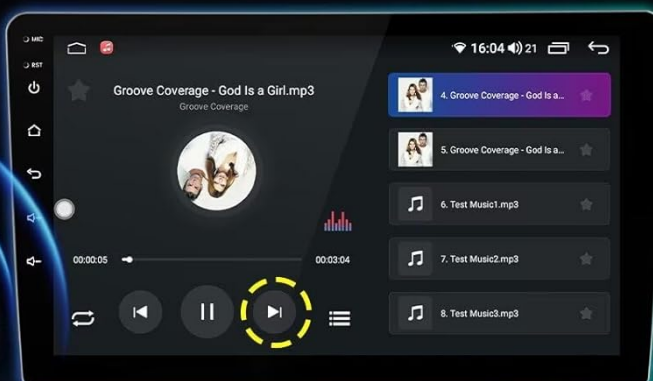 MIC
RST
16:04
21
Groove Coverage - God Is a Girl.mp3
Groove Coverage
00:00:05
00:03:04
4. Groove Coverage - God Is a...
5. Groove Coverage - God Is a...
6. Test Music1.mp3
7. Test Music2.mp3
8. Test Music3.mp3